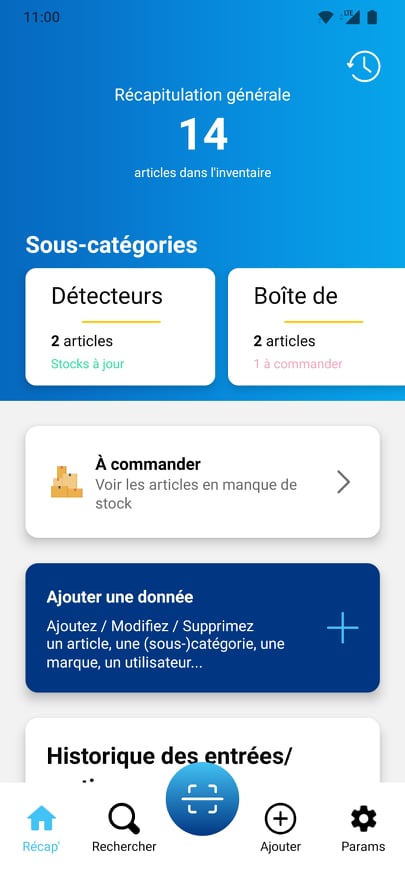 11:00
LTE
Récapitulation générale
14
articles dans l'inventaire
Sous-catégories
Détecteurs
2 articles
Stocks à jour
Boîte de
2 articles
1 à commander
À commander
Voir les articles en manque de
stock
Ajouter une donnée
Ajoutez / Modifiez / Supprimez
un article, une (sous-)catégorie, une
marque, un utilisateur...
Historique des entrées/
Récap'
Rechercher
Ajouter
Params